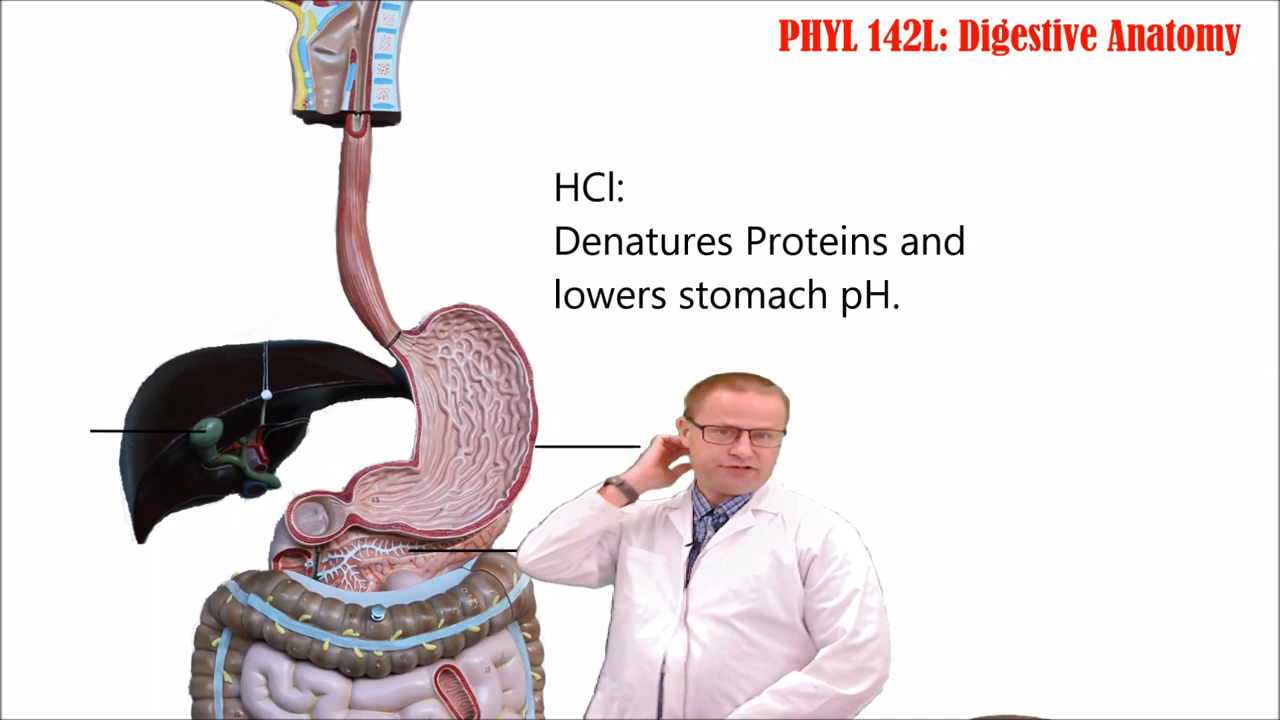 PHYL 142L: Digestive Anatomy
HCl:
Denatures Proteins and
lowers stomach pH.